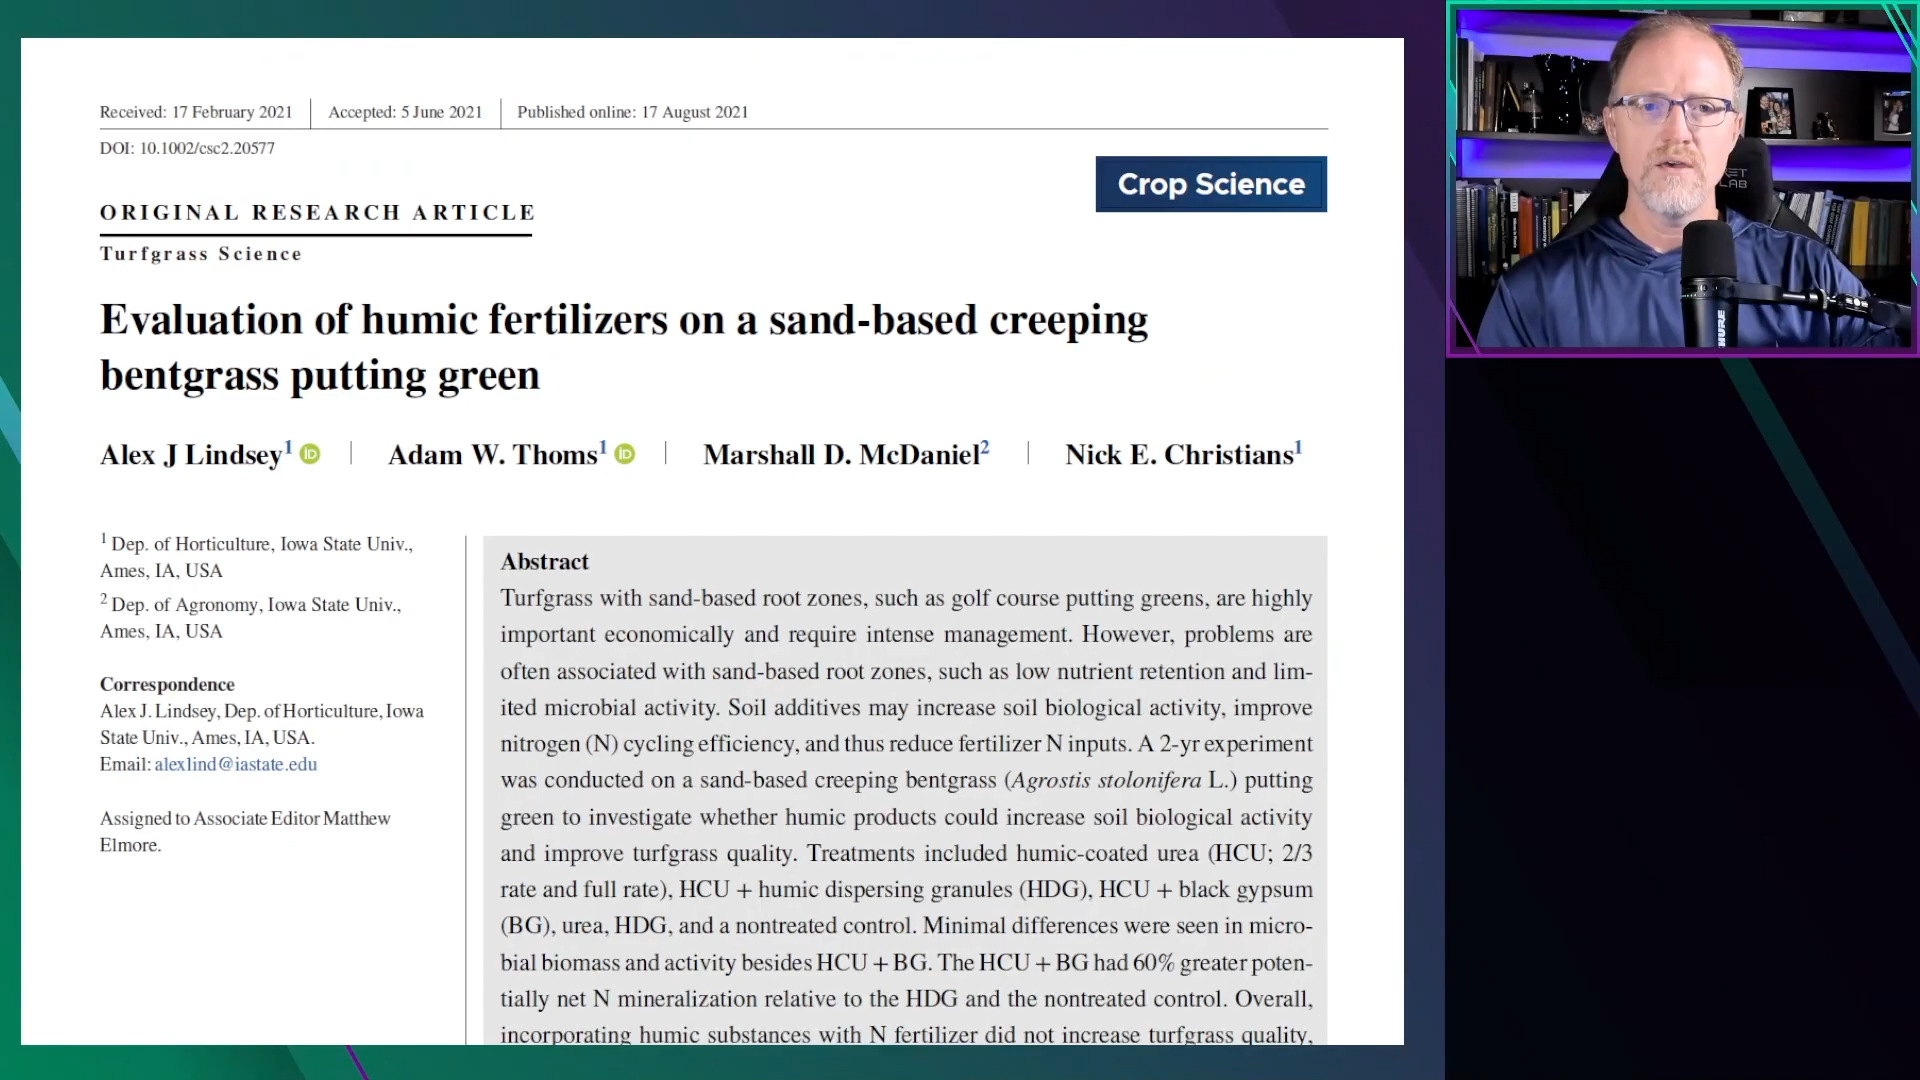 Received: 17 February 2021 | Accepted: 5 June 2021 | Published online: 17 August 2021
DOI: 10.1002/csc2.20577
Crop Science
ORIGINAL RESEARCH ARTICLE
Turfgrass Science
Evaluation of humic fertilizers on a sand-based creeping
bentgrass putting green
Alex J Lindsey1 iD | Adam W. Thoms1 iD | Marshall D. McDaniel2 | Nick E. Christians1
1 Dep. of Horticulture, Iowa State Univ.,
Ames, IA, USA
2 Dep. of Agronomy, Iowa State Univ.,
Ames, IA, USA
Correspondence
Alex J. Lindsey, Dep. of Horticulture, Iowa
State Univ., Ames, IA, USA.
Email: alexlind@iastate.edu
Assigned to Associate Editor Matthew
Elmore.
Abstract
Turfgrass with sand-based root zones, such as golf course putting greens, are highly
important economically and require intense management. However, problems are
often associated with sand-based root zones, such as low nutrient retention and lim-
ited microbial activity. Soil additives may increase soil biological activity, improve
nitrogen (N) cycling efficiency, and thus reduce fertilizer N inputs. A 2-yr experiment
was conducted on a sand-based creeping bentgrass (Agrostis stolonifera L.) putting
green to investigate whether humic products could increase soil biological activity
and improve turfgrass quality. Treatments included humic-coated urea (HCU; 2/3
rate and full rate), HCU + humic dispersing granules (HDG), HCU + black gypsum
(BG), urea, HDG, and a nontreated control. Minimal differences were seen in micro-
bial biomass and activity besides HCU + BG. The HCU + BG had 60% greater poten-
tially net N mineralization relative to the HDG and the nontreated control. Overall,
incorporating humic substances with N fertilizer did not increase turfgrass quality,
LAB
SHURE